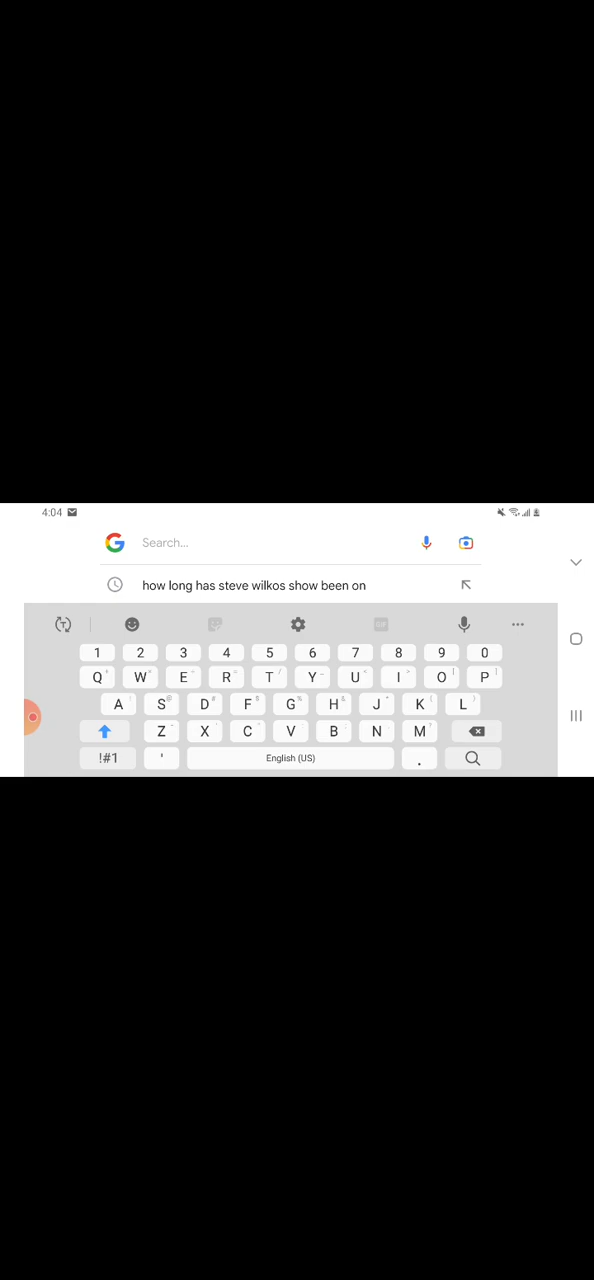 4:04
Search...
how long has steve wilkos show been on
GIF
1 2 3 4 5 6 7 8 9 0
Q W E R T Y U I O P
A S D F G H J K L
Z X C V B N M
!#1 ' English (US) .